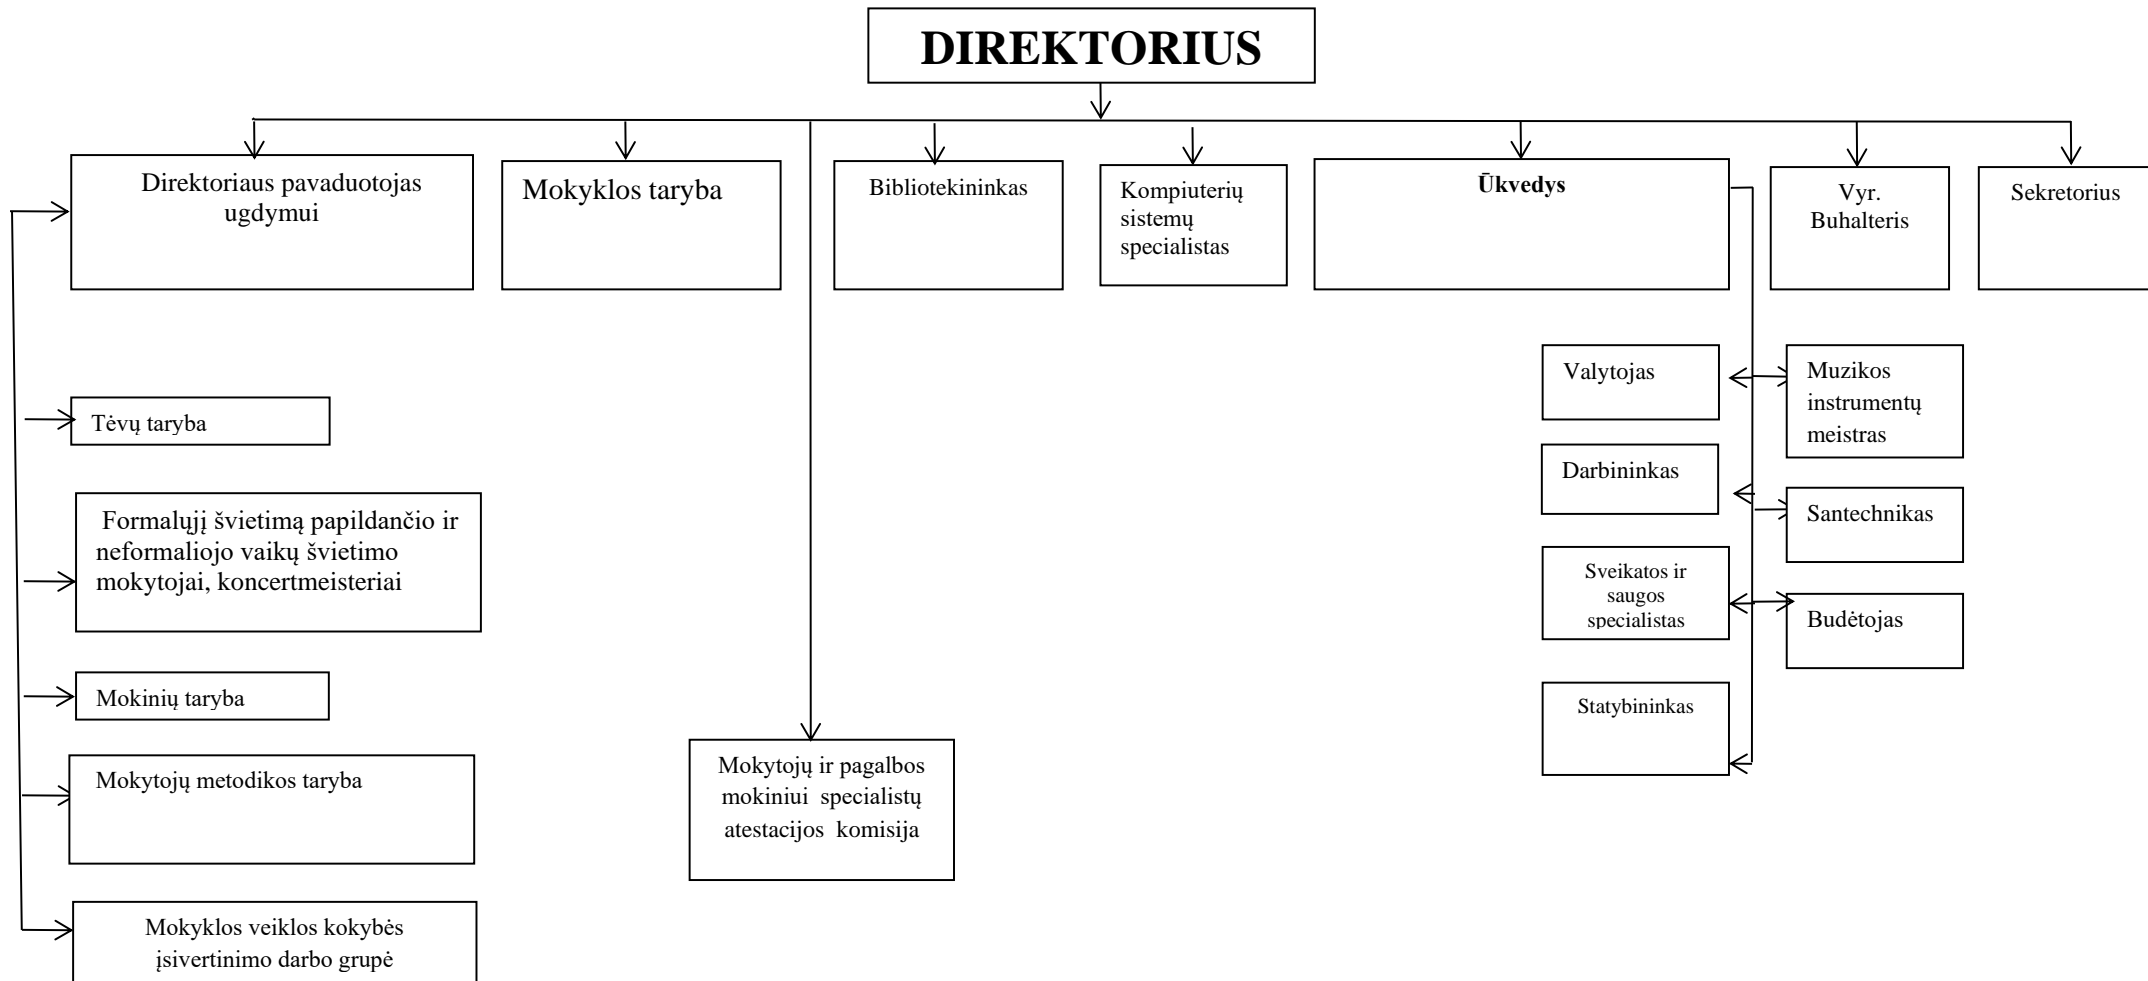 DIREKTORIUS
Direktoriaus pavaduotojas
ugdymui
Mokyklos taryba
Bibliotekininkas
Kompiuterių
sistemų
specialistas
Ūkvedys
Vyr.
Buhalteris
Sekretorius
Tėvų taryba
Formalųjį švietimą papildančio ir
neformaliojo vaikų švietimo
mokytojai, koncertmeisteriai
Mokinių taryba
Mokytojų metodikos taryba
Mokyklos veiklos kokybės
įsivertinimo darbo grupė
Mokytojų ir pagalbos
mokiniui specialistų
atestacijos komisija
Valytojas
Darbininkas
Sveikatos ir
saugos
specialistas
Statybininkas
Muzikos
instrumentų
meistras
Santechnikas
Budėtojas